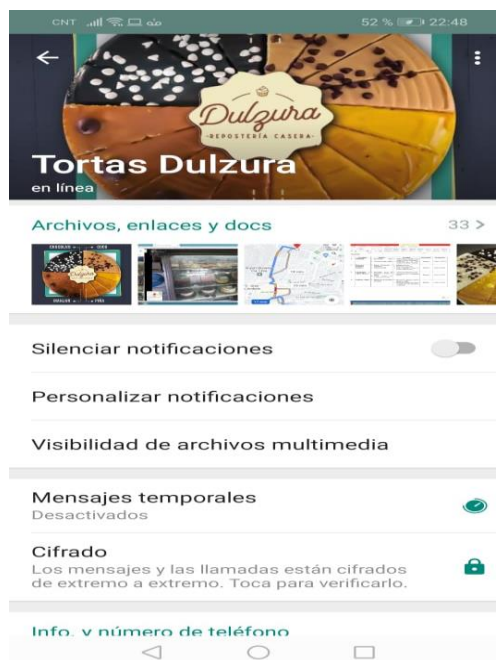 CNT 52 % 22:48
Dulzura
-REPOSTERÍA CASERA-
Tortas Dulzura
en línea
Archivos, enlaces y docs 33 >
Silenciar notificaciones
Personalizar notificaciones
Visibilidad de archivos multimedia
Mensajes temporales
Desactivados
Cifrado
Los mensajes y las llamadas están cifrados
de extremo a extremo. Toca para verificarlo.
Info. y número de teléfono